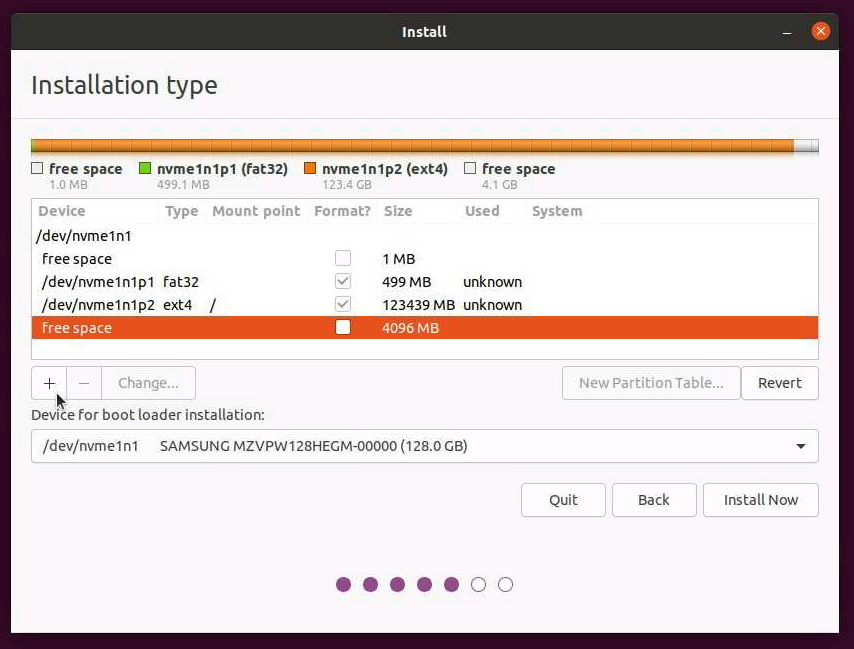 Install
Installation type
free space nvme1n1p1 (fat32) nvme1n1p2 (ext4) free space
1.0 MB 499.1 MB 123.4 GB 4.1 GB
Device Type Mount point Format? Size Used System
/dev/nvme1n1
free space 1 MB
/dev/nvme1n1p1 fat32 499 MB unknown
/dev/nvme1n1p2 ext4 / 123439 MB unknown
free space 4096 MB
+ − Change... New Partition Table... Revert
Device for boot loader installation:
/dev/nvme1n1 SAMSUNG MZVPW128HEGM-00000 (128.0 GB)
Quit Back Install Now